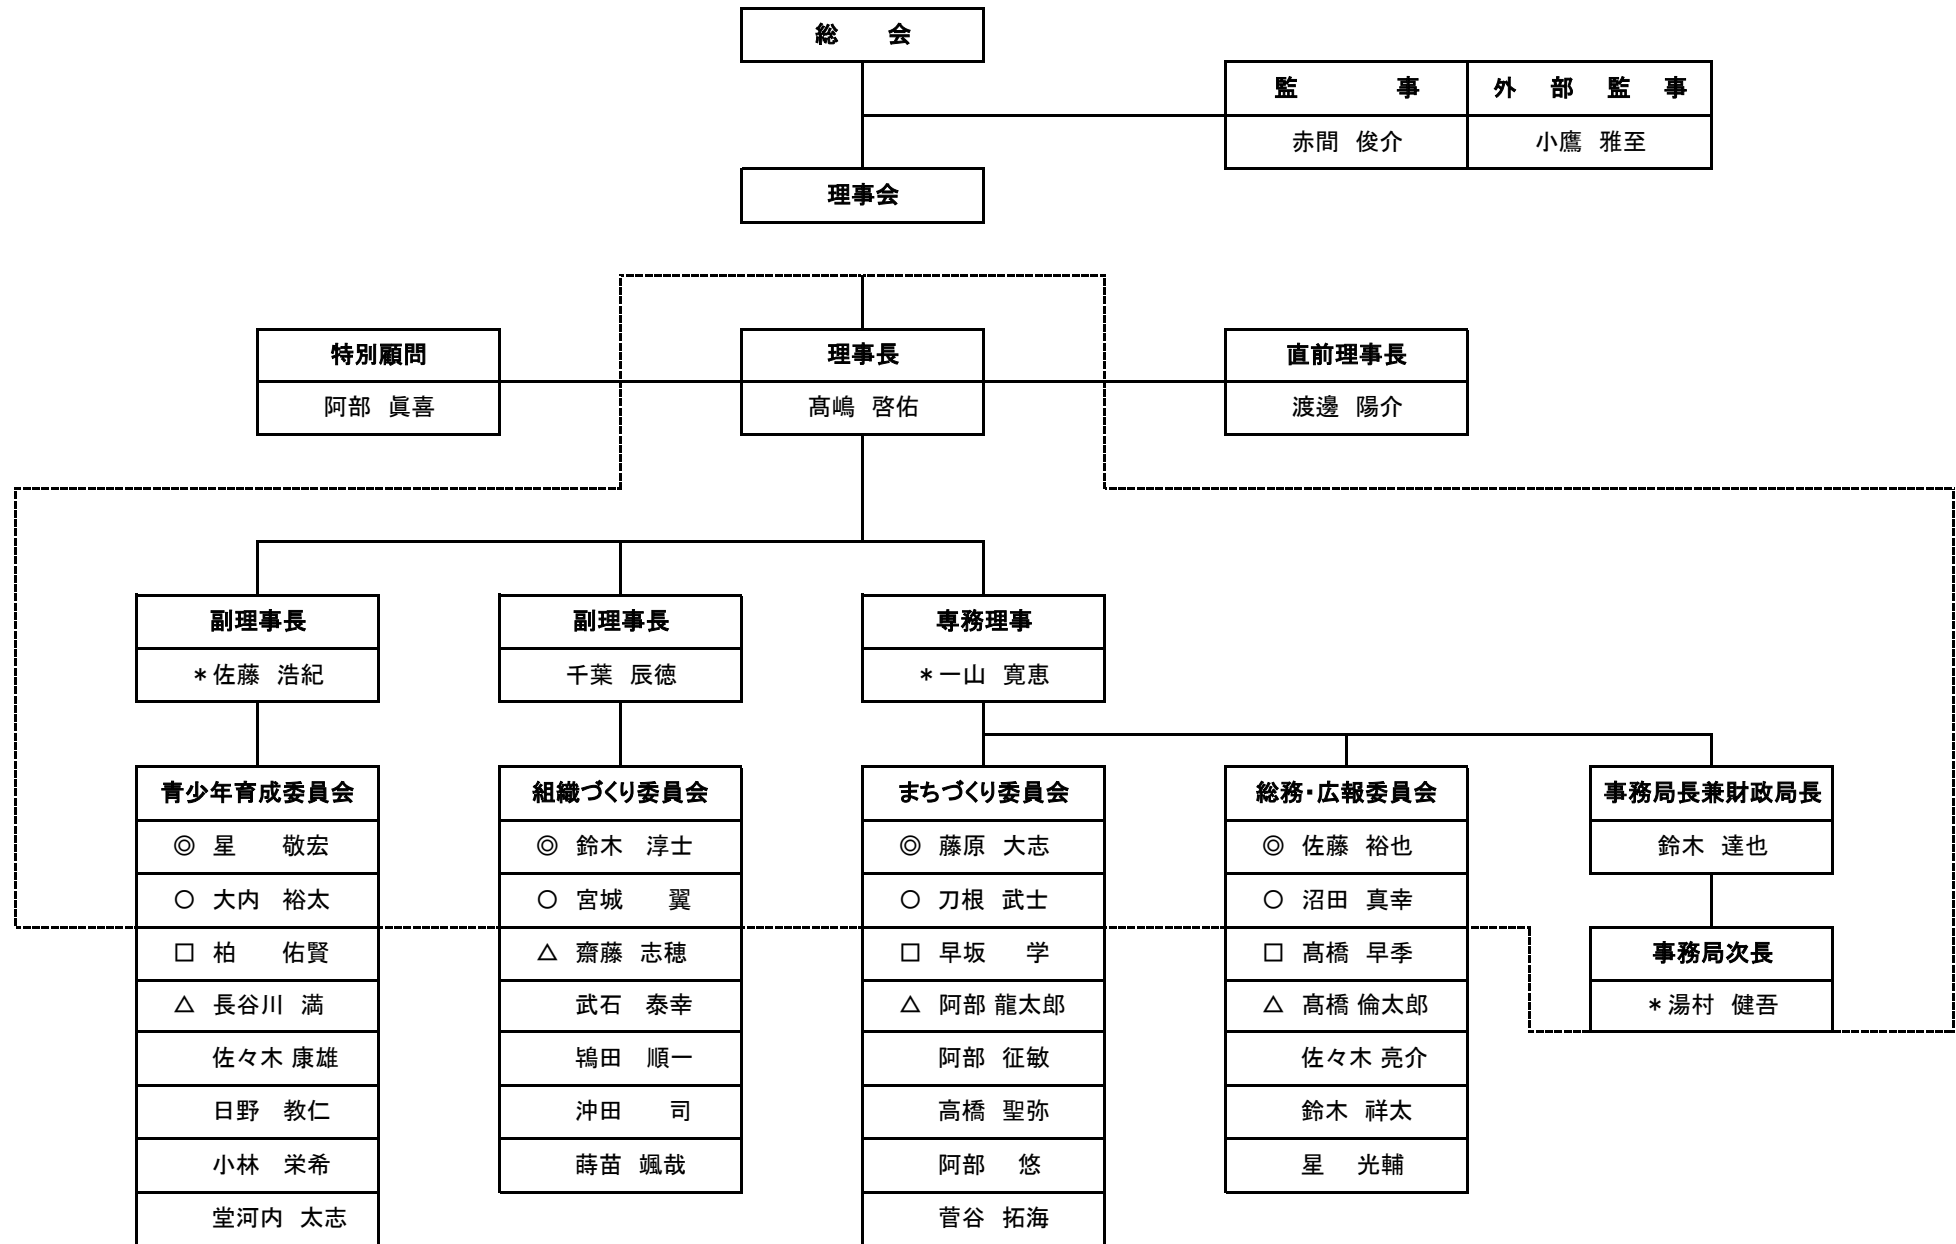 総　会
監　事
外部監事
赤間 俊介
小鷹 雅至
理事会
特別顧問
阿部 眞喜
理事長
髙嶋 啓佑
直前理事長
渡邊 陽介
副理事長
*佐藤 浩紀
副理事長
千葉 辰徳
専務理事
*一山 寛恵
青少年育成委員会
◎ 星 敬宏
○ 大内 裕太
□ 柏 佑賢
△ 長谷川 満
佐々木 康雄
日野 教仁
小林 栄希
堂河内 太志
組織づくり委員会
◎ 鈴木 淳士
○ 宮城 翼
△ 齋藤 志穂
武石 泰幸
鴇田 順一
沖田 司
蒔苗 颯哉
まちづくり委員会
◎ 藤原 大志
○ 刀根 武士
□ 早坂 学
△ 阿部 龍太郎
阿部 征敏
高橋 聖弥
阿部 悠
菅谷 拓海
総務・広報委員会
◎ 佐藤 裕也
○ 沼田 真幸
□ 髙橋 早季
△ 髙橋 倫太郎
佐々木 亮介
鈴木 祥太
星 光輔
事務局長兼財政局長
鈴木 達也
事務局次長
*湯村 健吾